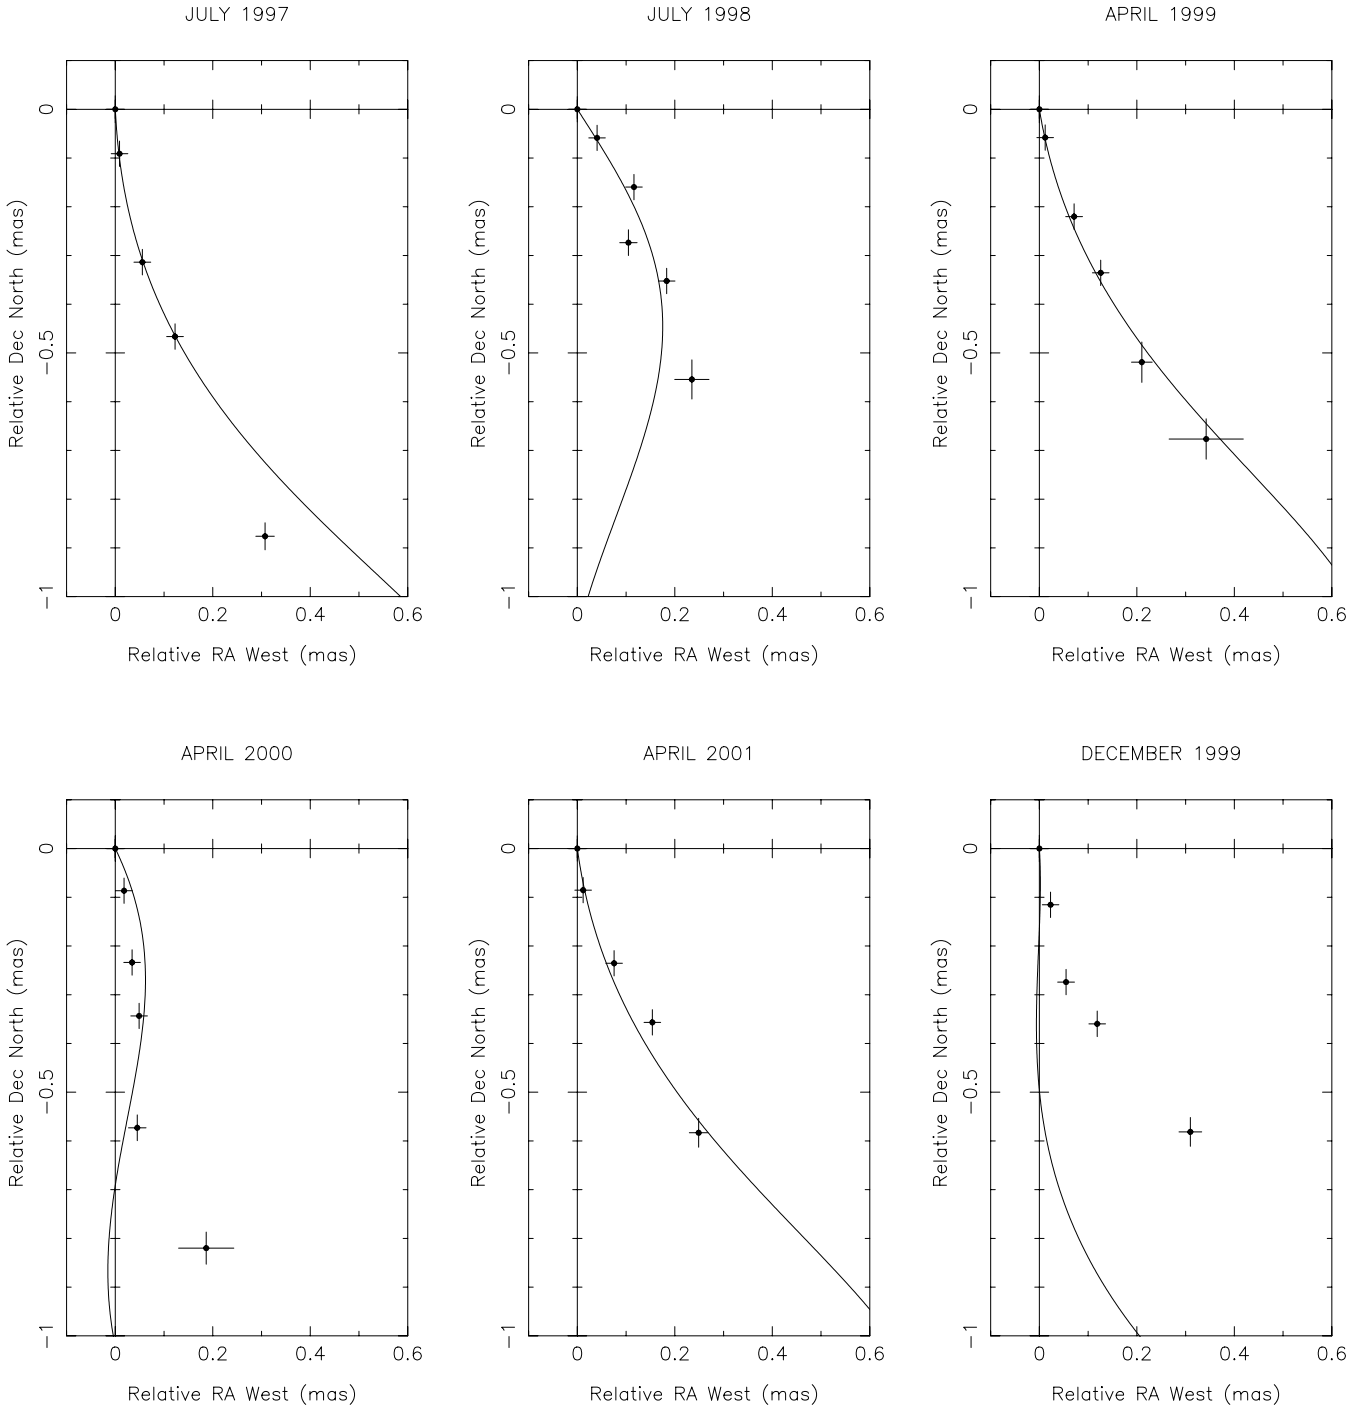 JULY 1997
JULY 1998
APRIL 1999
Relative Dec North (mas)
0
−0.5
−1
0 0.2 0.4 0.6
Relative RA West (mas)
Relative Dec North (mas)
0
−0.5
−1
0 0.2 0.4 0.6
Relative RA West (mas)
Relative Dec North (mas)
0
−0.5
−1
0 0.2 0.4 0.6
Relative RA West (mas)
APRIL 2000
APRIL 2001
DECEMBER 1999
Relative Dec North (mas)
0
−0.5
−1
0 0.2 0.4 0.6
Relative RA West (mas)
Relative Dec North (mas)
0
−0.5
−1
0 0.2 0.4 0.6
Relative RA West (mas)
Relative Dec North (mas)
0
−0.5
−1
0 0.2 0.4 0.6
Relative RA West (mas)